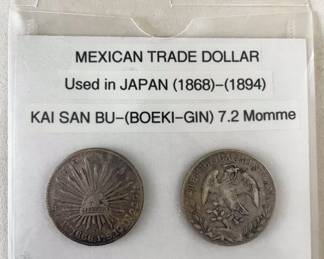 MEXICAN TRADE DOLLAR
Used in JAPAN (1868)–(1894)
KAI SAN BU–(BOEKI–GIN) 7.2 Momme